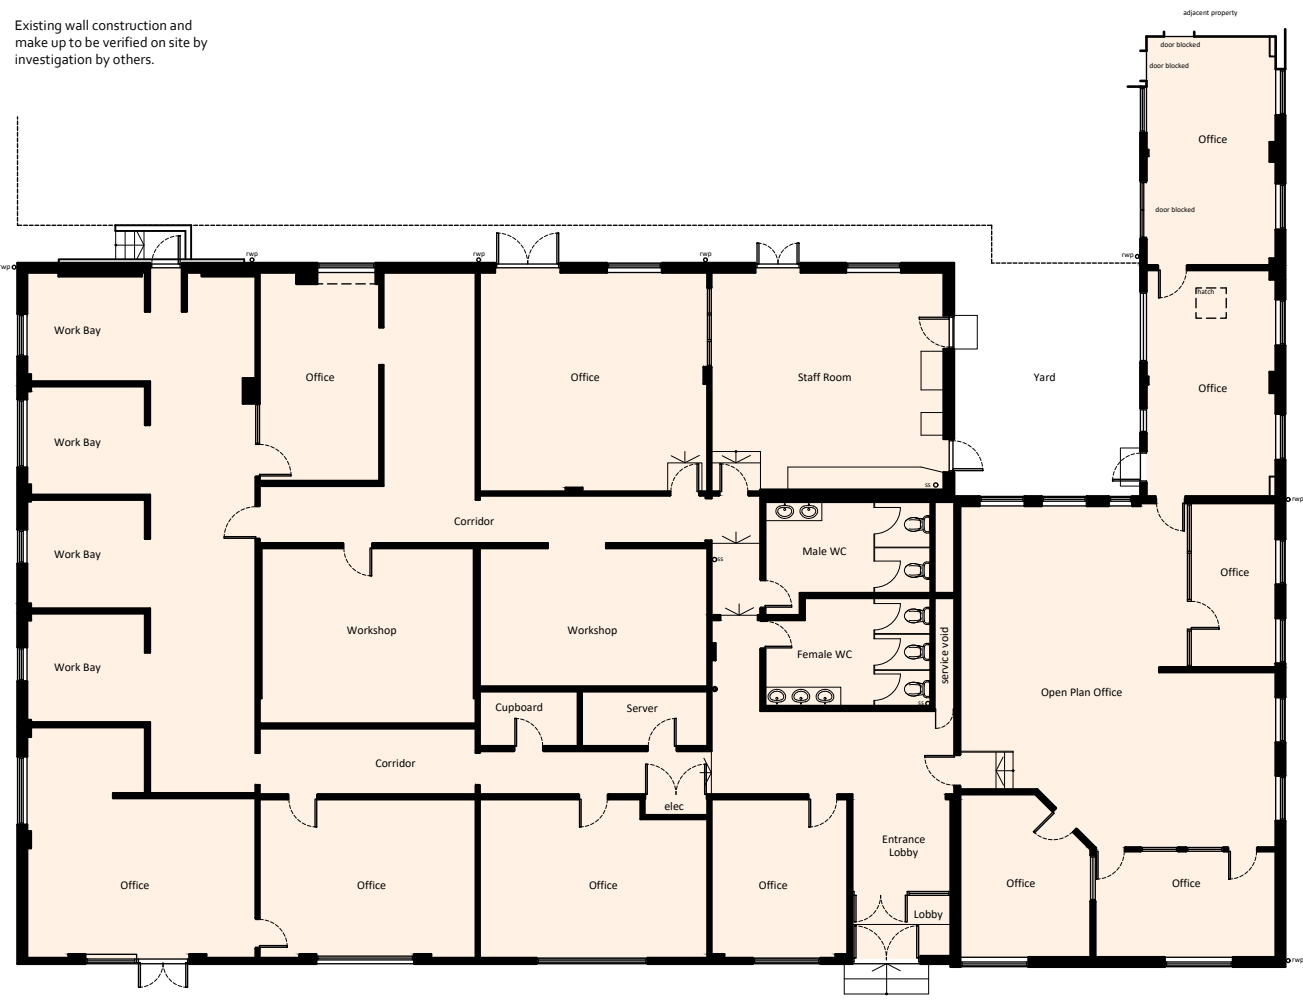 adjacent property
Existing wall construction and
make up to be verified on site by
investigation by others.
door blocked
door blocked
Office
door blocked
rwp
rwp
rwp
rwp
rwp
hatch
Work Bay
Office
Office
Staff Room
Yard
Office
Work Bay
ss
rwp
Corridor
Work Bay
Male WC
ss
Office
Workshop
Workshop
Female WC
service void
Work Bay
Open Plan Office
ss
Cupboard
Server
Corridor
elec
Entrance
Lobby
Office
Office
Office
Office
Office
Office
Lobby
rwp